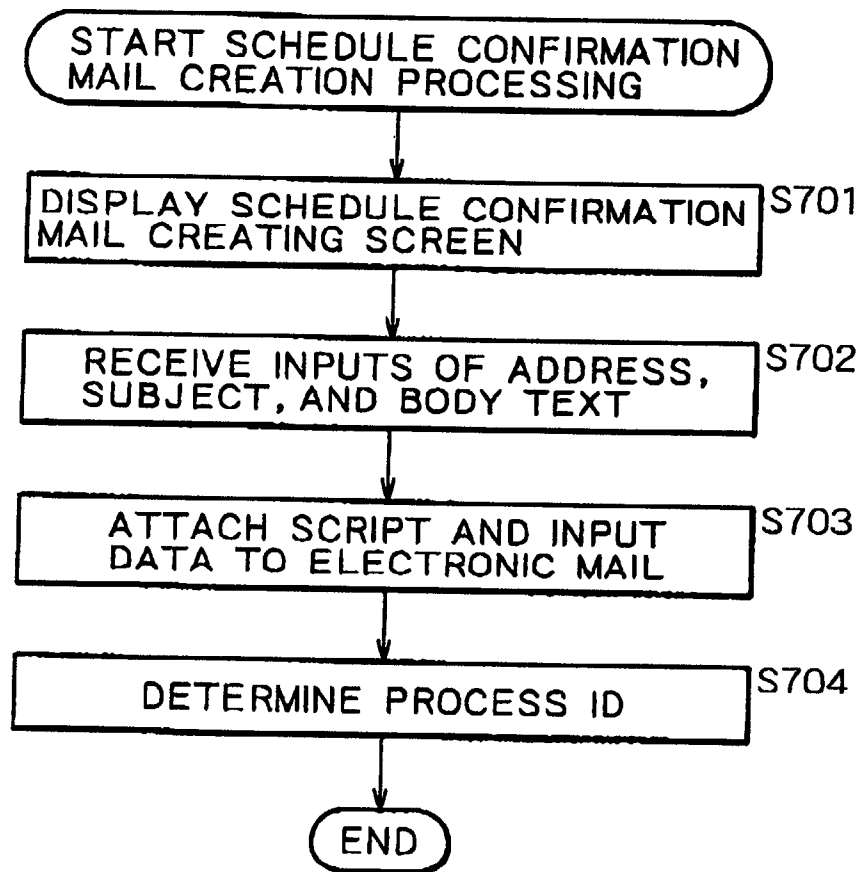 START SCHEDULE CONFIRMATION
MAIL CREATION PROCESSING
DISPLAY SCHEDULE CONFIRMATION
MAIL CREATING SCREEN
S701
RECEIVE INPUTS OF ADDRESS,
SUBJECT, AND BODY TEXT
S702
ATTACH SCRIPT AND INPUT
DATA TO ELECTRONIC MAIL
S703
DETERMINE PROCESS ID
S704
END